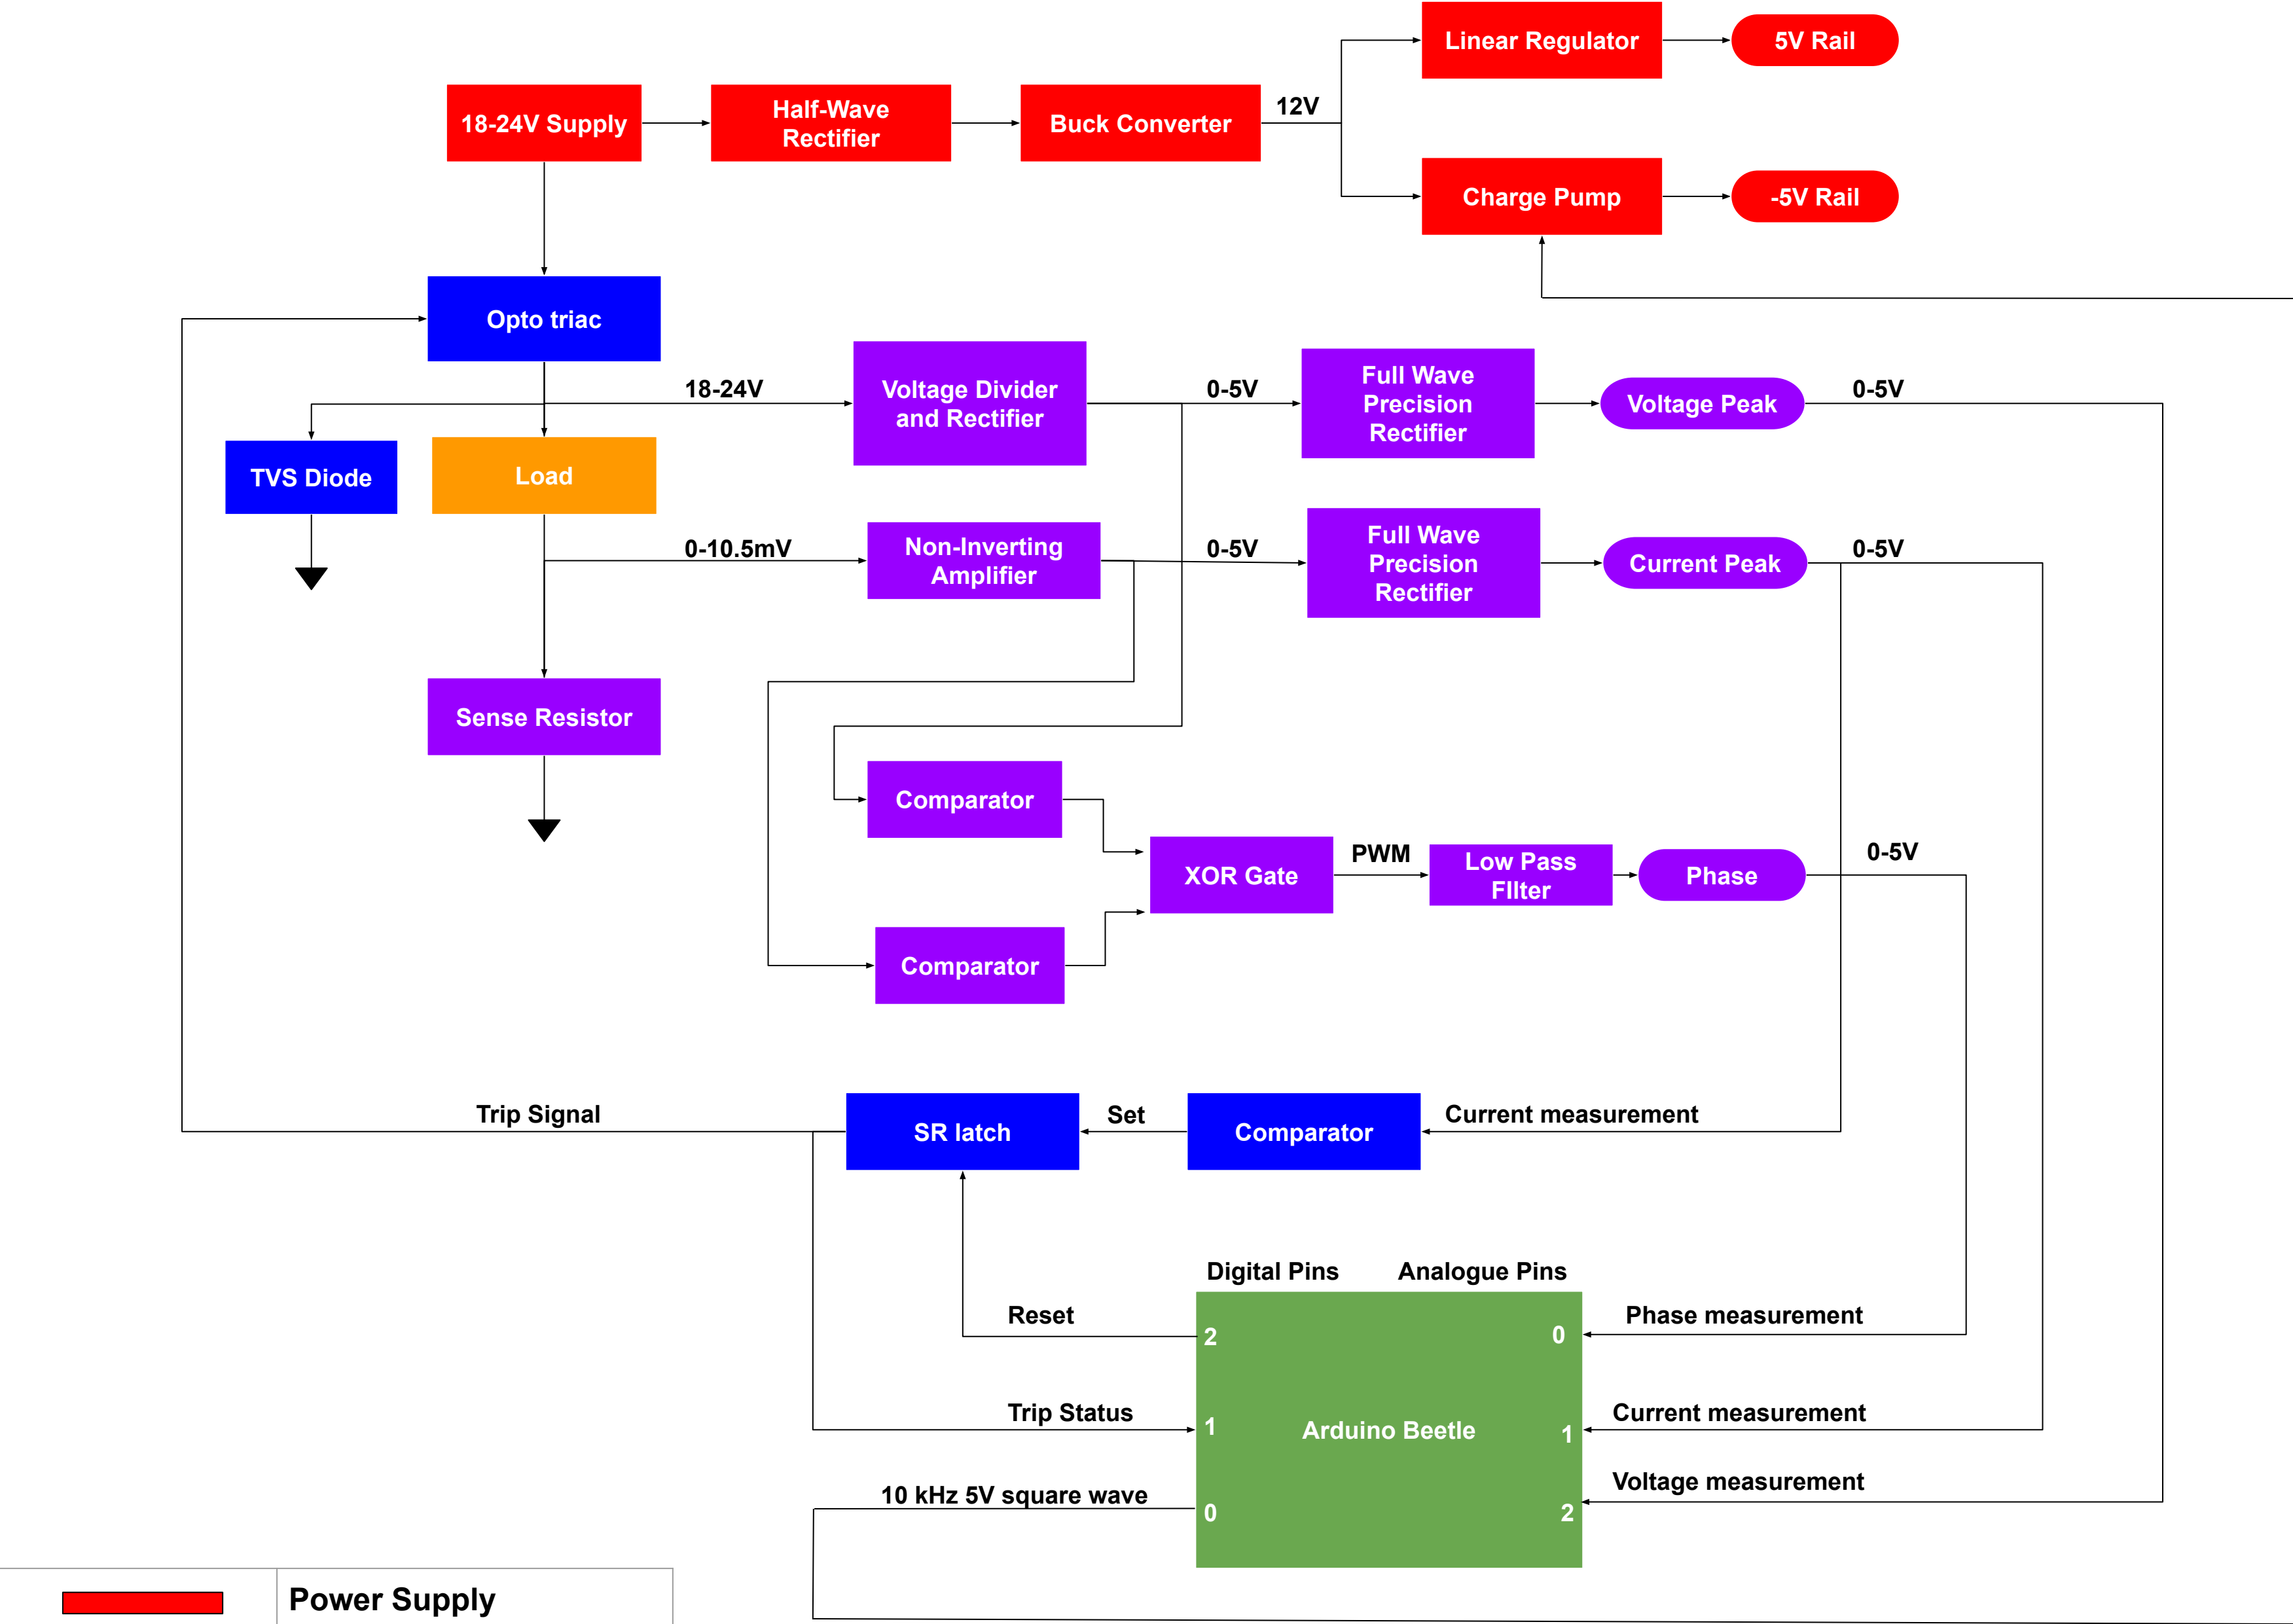 Linear Regulator
5V Rail
18-24V Supply
Half-Wave
Rectifier
Buck Converter
12V
Charge Pump
-5V Rail
Opto triac
18-24V
Voltage Divider
and Rectifier
0-5V
Full Wave
Precision
Rectifier
Voltage Peak
0-5V
TVS Diode
Load
0-10.5mV
Non-Inverting
Amplifier
0-5V
Full Wave
Precision
Rectifier
Current Peak
0-5V
Sense Resistor
Comparator
XOR Gate
PWM
Low Pass
FIlter
Phase
0-5V
Comparator
Trip Signal
SR latch
Set
Comparator
Current measurement
Digital Pins
Analogue Pins
Reset
2
0
Phase measurement
Trip Status
1
Arduino Beetle
1
Current measurement
10 kHz 5V square wave
0
2
Voltage measurement
Power Supply